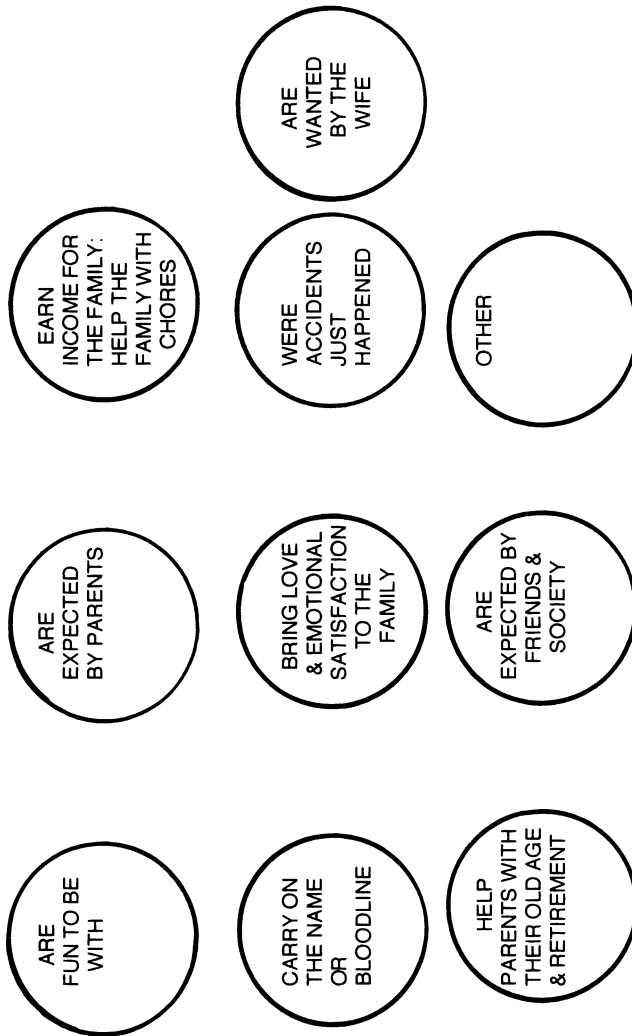 ARE
FUN TO BE
WITH
ARE
EXPECTED
BY PARENTS
EARN
INCOME FOR
THE FAMILY:
HELP THE
FAMILY WITH
CHORES
CARRY ON
THE NAME
OR
BLOODLINE
BRING LOVE
& EMOTIONAL
SATISFACTION
TO THE
FAMILY
WERE
ACCIDENTS
JUST
HAPPENED
ARE
WANTED
BY THE
WIFE
HELP
PARENTS WITH
THEIR OLD AGE
& RETIREMENT
ARE
EXPECTED BY
FRIENDS &
SOCIETY
OTHER